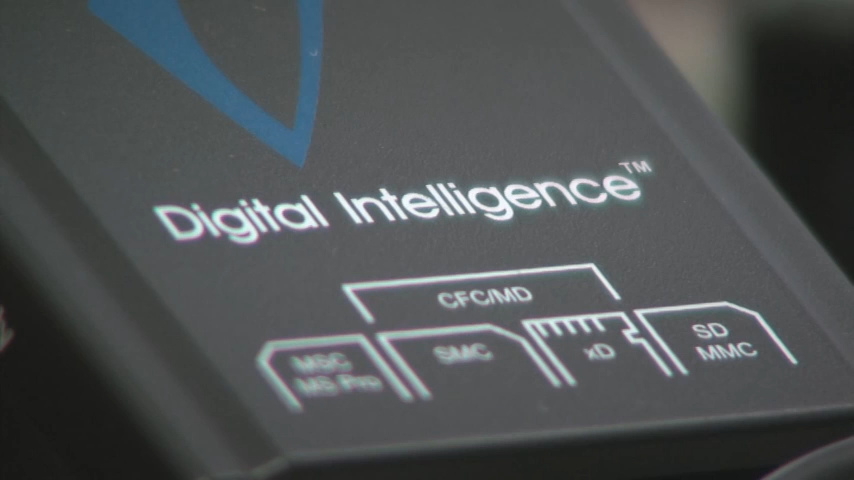 Digital Intelligence™
CFC/MD
MSC
MS Pro
SMC
xD
SD
MMC